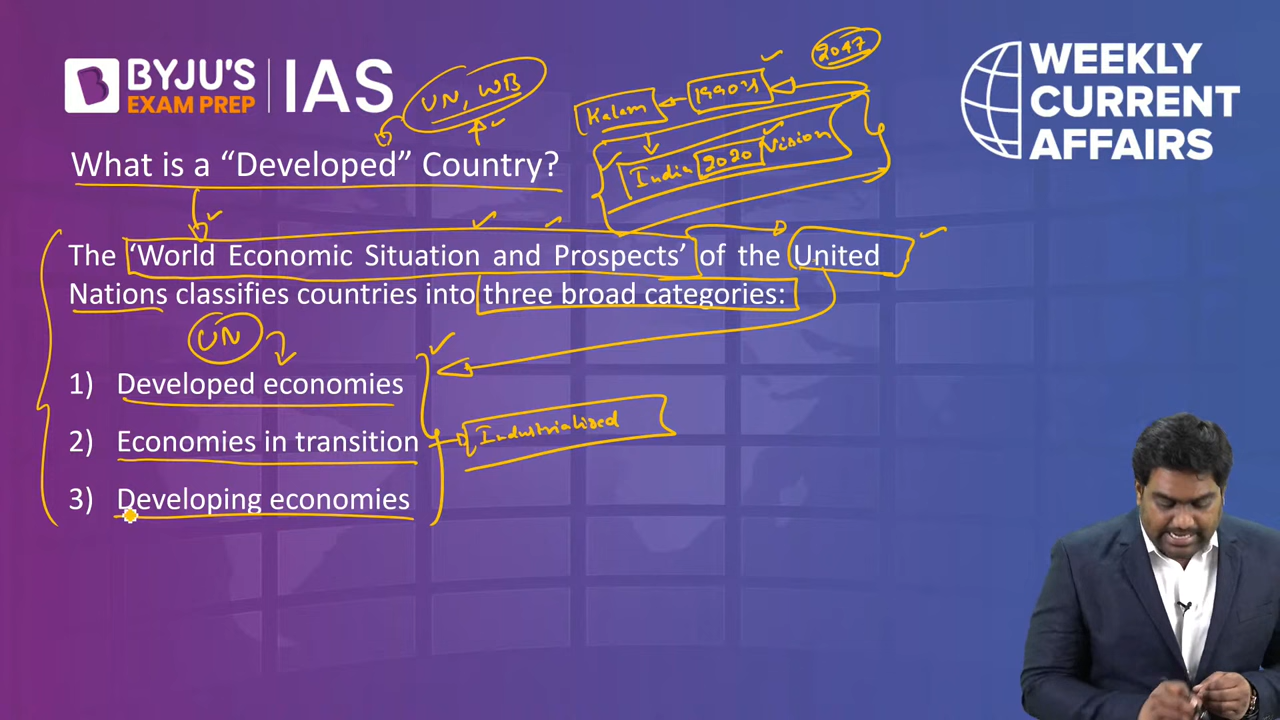 BYJU'S
EXAM PREP
IAS
WEEKLY
CURRENT
AFFAIRS
UN, WB
2047
1990's
Kalam
India 2020 Vision
What is a “Developed” Country?
The ‘World Economic Situation and Prospects’ of the United
Nations classifies countries into three broad categories:
UN
1) Developed economies
2) Economies in transition
Industrialised
3) Developing economies